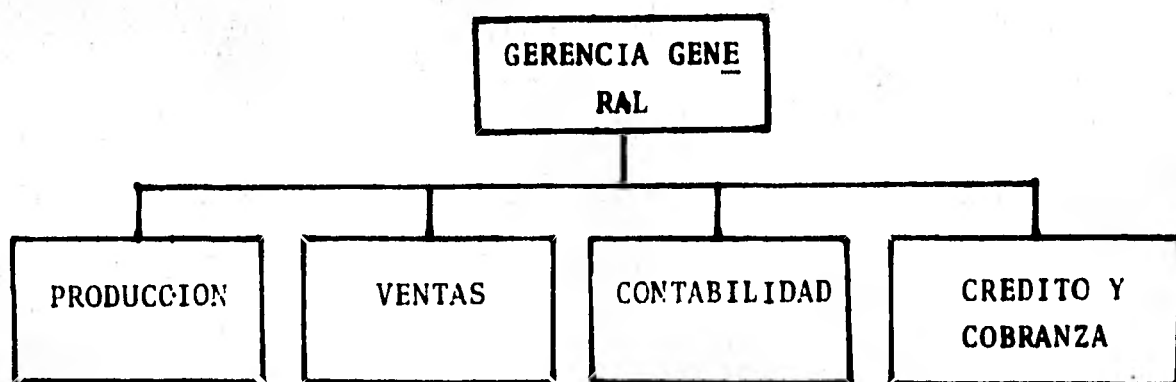 GERENCIA GENE
RAL
PRODUCCION
VENTAS
CONTABILIDAD
CREDITO Y
COBRANZA